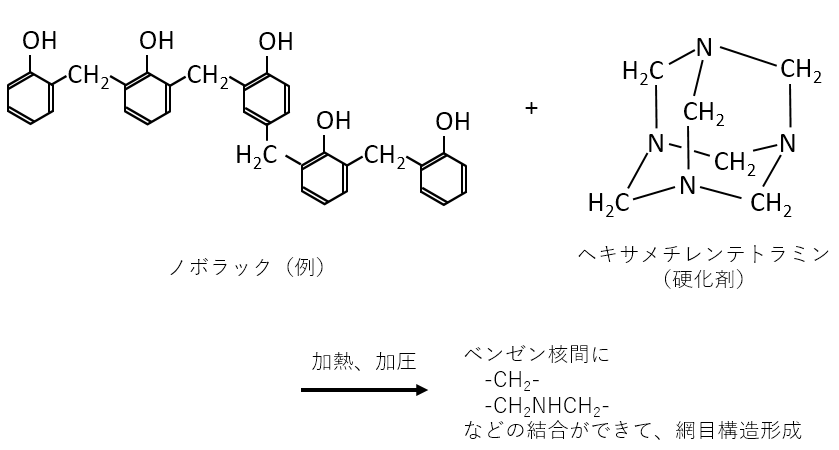 OH
OH
OH
CH2
CH2
OH
OH
H2C
CH2
+
N
H2C
CH2
CH2
N
N
CH2
N
H2C
CH2
ノボラック（例）
ヘキサメチレンテトラミン
（硬化剤）
加熱、加圧
ベンゼン核間に
-CH2-
-CH2NHCH2-
などの結合ができて、網目構造形成